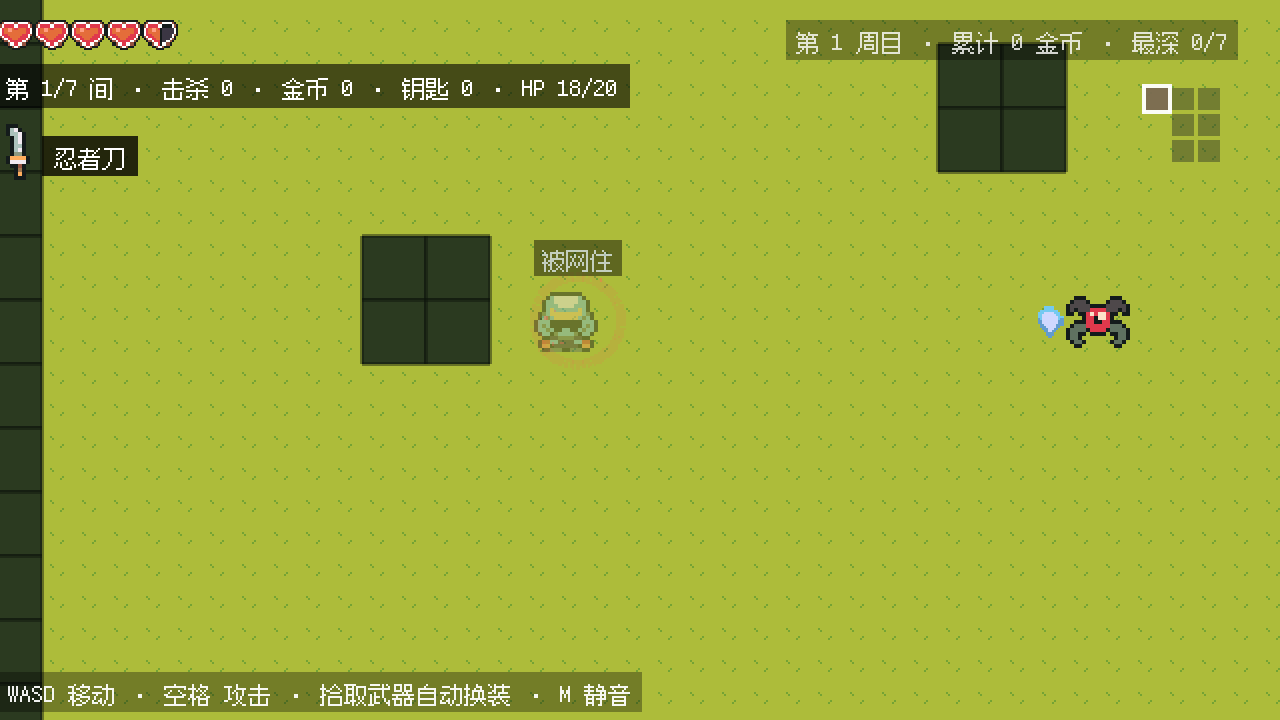 第 1 周目 · 累计 0 金币 · 最深 0/7
第 1/7 间 · 击杀 0 · 金币 0 · 钥匙 0 · HP 18/20
忍者刀
被网住
WASD 移动 · 空格 攻击 · 拾取武器自动换装 · M 静音